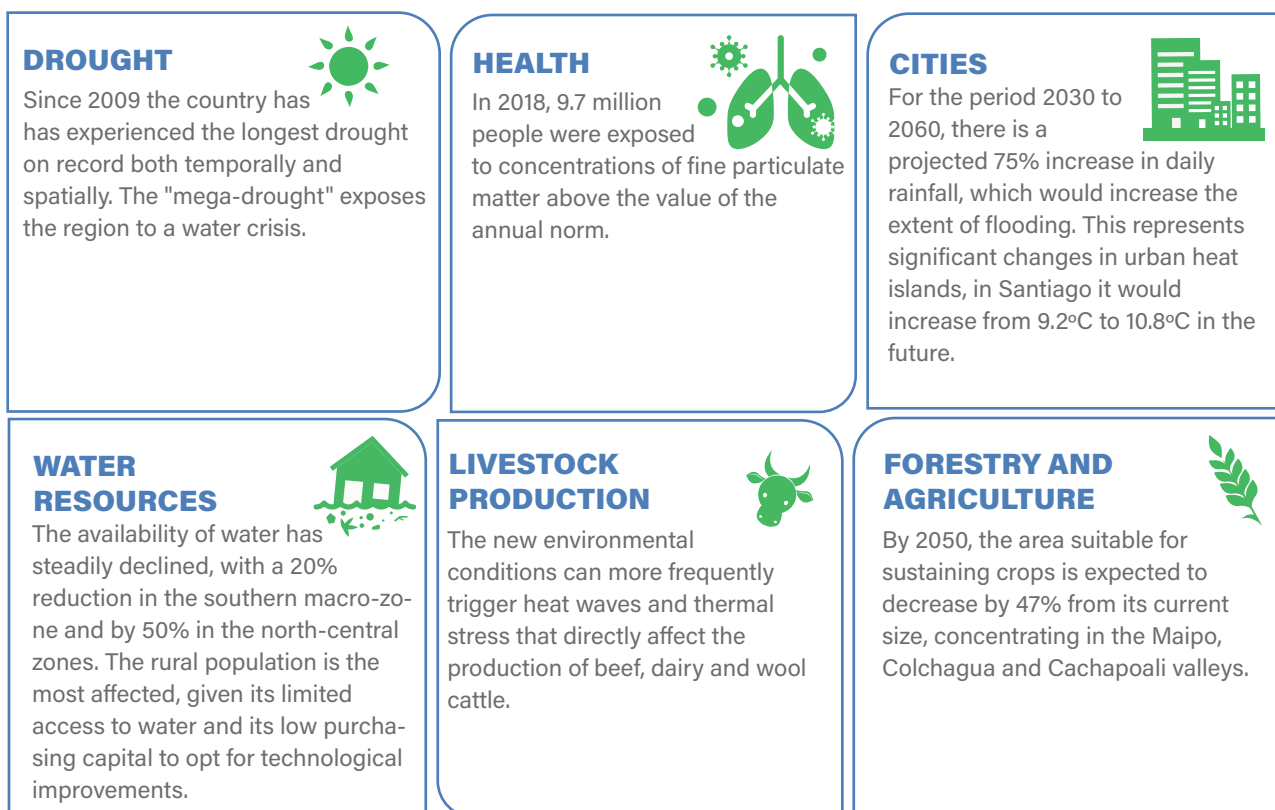 DROUGHT
Since 2009 the country has
has experienced the longest drought
on record both temporally and
spatially. The "mega-drought" exposes
the region to a water crisis.
HEALTH
In 2018, 9.7 million
people were exposed
to concentrations of fine particulate
matter above the value of the
annual norm.
CITIES
For the period 2030 to
2060, there is a
projected 75% increase in daily
rainfall, which would increase the
extent of flooding. This represents
significant changes in urban heat
islands, in Santiago it would
increase from 9.2ºC to 10.8ºC in the
future.
WATER
RESOURCES
The availability of water has
steadily declined, with a 20%
reduction in the southern macro-zo-
ne and by 50% in the north-central
zones. The rural population is the
most affected, given its limited
access to water and its low purcha-
sing capital to opt for technological
improvements.
LIVESTOCK
PRODUCTION
The new environmental
conditions can more frequently
trigger heat waves and thermal
stress that directly affect the
production of beef, dairy and wool
cattle.
FORESTRY AND
AGRICULTURE
By 2050, the area suitable for
sustaining crops is expected to
decrease by 47% from its current
size, concentrating in the Maipo,
Colchagua and Cachapoali valleys.